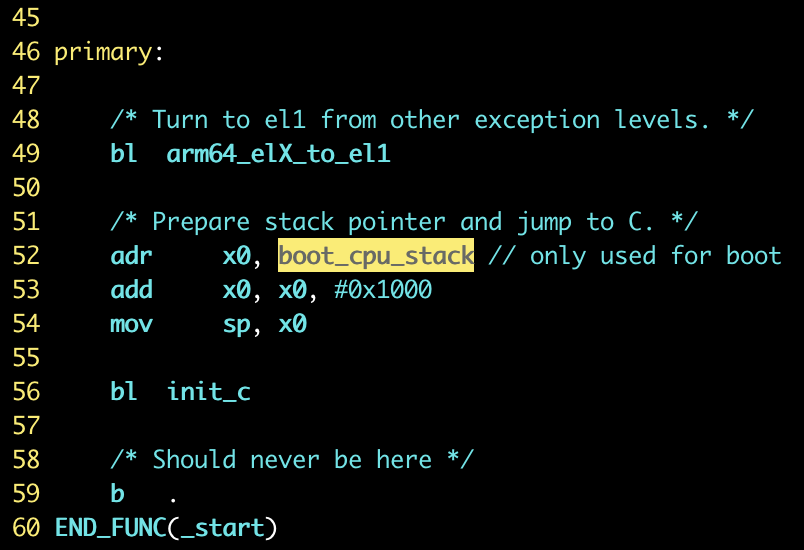 45
46 primary:
47
48     /* Turn to el1 from other exception levels. */
49     bl  arm64_elX_to_el1
50
51     /* Prepare stack pointer and jump to C. */
52     adr     x0, boot_cpu_stack // only used for boot
53     add     x0, x0, #0x1000
54     mov     sp, x0
55
56     bl  init_c
57
58     /* Should never be here */
59     b   .
60 END_FUNC(_start)